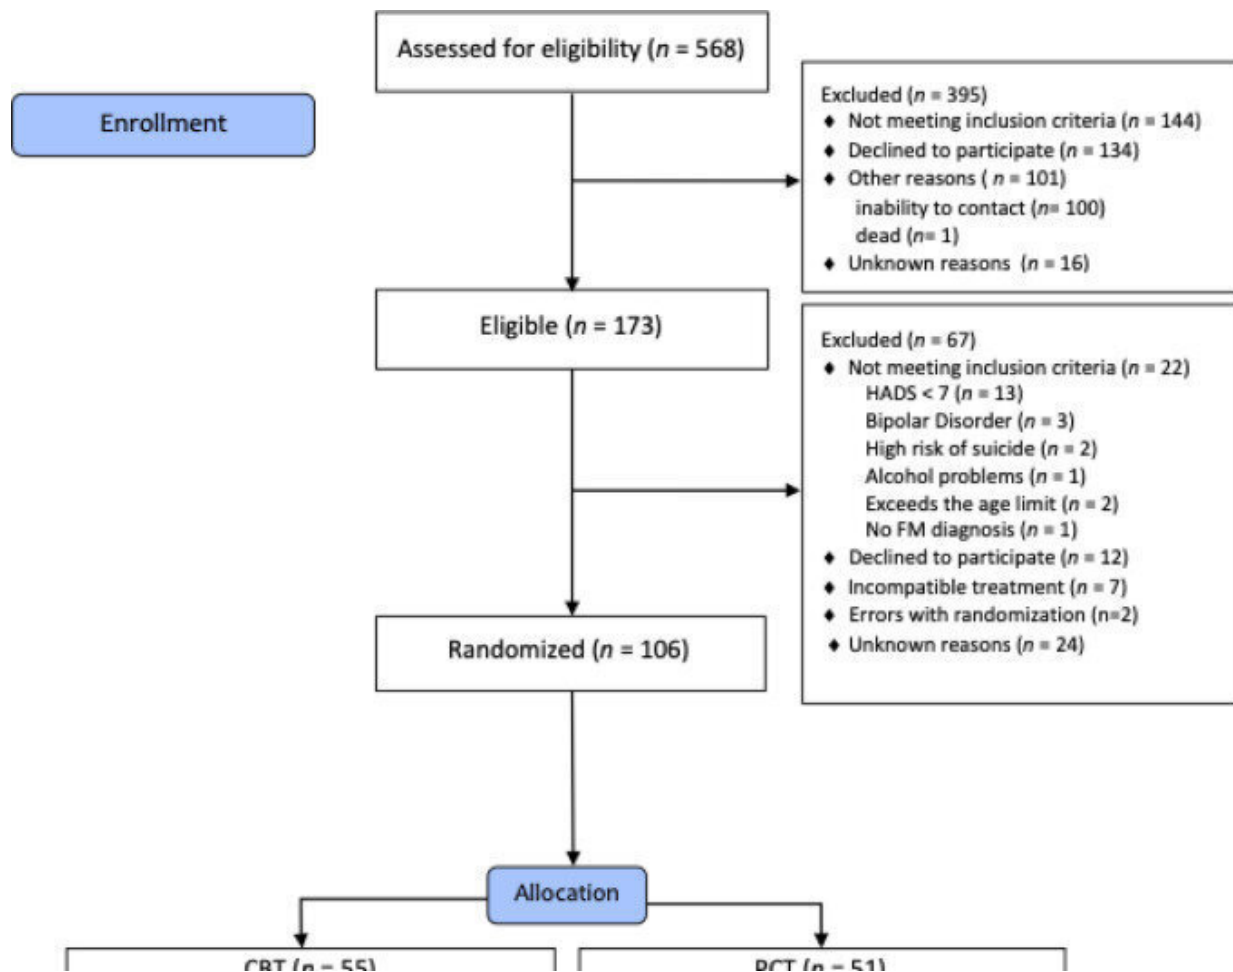 Assessed for eligibility (n = 568)
Enrollment
Excluded (n = 395)
♦ Not meeting inclusion criteria (n = 144)
♦ Declined to participate (n = 134)
♦ Other reasons ( n = 101)
inability to contact (n= 100)
dead (n= 1)
♦ Unknown reasons (n = 16)
Eligible (n = 173)
Excluded (n = 67)
♦ Not meeting inclusion criteria (n = 22)
HADS < 7 (n = 13)
Bipolar Disorder (n = 3)
High risk of suicide (n = 2)
Alcohol problems (n = 1)
Exceeds the age limit (n = 2)
No FM diagnosis (n = 1)
♦ Declined to participate (n = 12)
♦ Incompatible treatment (n = 7)
♦ Errors with randomization (n=2)
♦ Unknown reasons (n = 24)
Randomized (n = 106)
Allocation
CBT (n = 55)
PCT (n = 51)